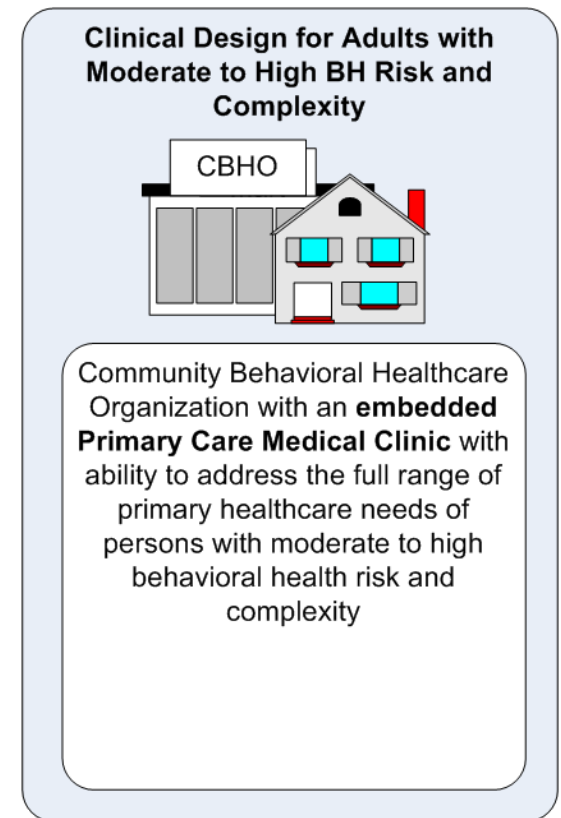 Clinical Design for Adults with
Moderate to High BH Risk and
Complexity
CBHO
Community Behavioral Healthcare
Organization with an embedded
Primary Care Medical Clinic with
ability to address the full range of
primary healthcare needs of
persons with moderate to high
behavioral health risk and
complexity